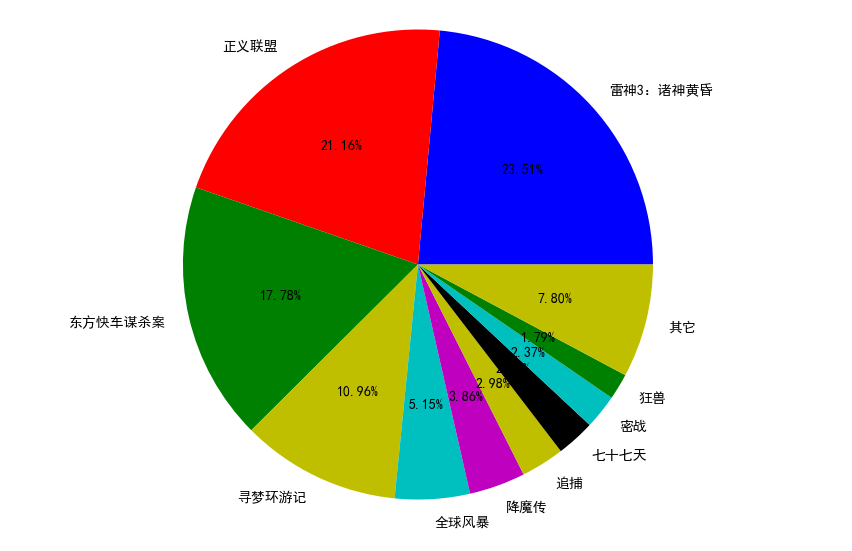 正义联盟
雷神3: 诸神黄昏
21.16%
23.51%
17.78%
7.80%
东方快车谋杀案
其它
1.79%
2.37%
2.98%
10.96%
3.86%
5.15%
狂兽
密战
七十七天
追捕
寻梦环游记
降魔传
全球风暴